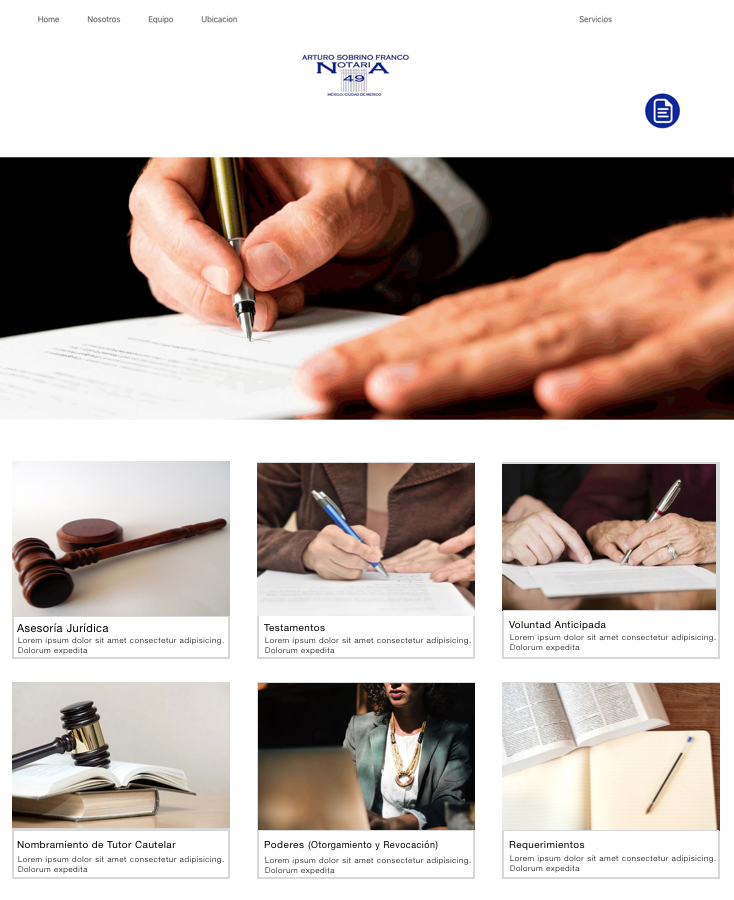 Home Nosotros Equipo Ubicacion Servicios
ARTURO SOBRINO FRANCO
NOTARIA
49
MÉXICO, CIUDAD DE MEXICO
Asesoría Jurídica
Lorem ipsum dolor sit amet consectetur adipisicing.
Dolorum expedita
Testamentos
Lorem ipsum dolor sit amet consectetur adipisicing.
Dolorum expedita
Voluntad Anticipada
Lorem ipsum dolor sit amet consectetur adipisicing.
Dolorum expedita
Nombramiento de Tutor Cautelar
Lorem ipsum dolor sit amet consectetur adipisicing.
Dolorum expedita
Poderes (Otorgamiento y Revocación)
Lorem ipsum dolor sit amet consectetur adipisicing.
Dolorum expedita
Requerimientos
Lorem ipsum dolor sit amet consectetur adipisicing.
Dolorum expedita